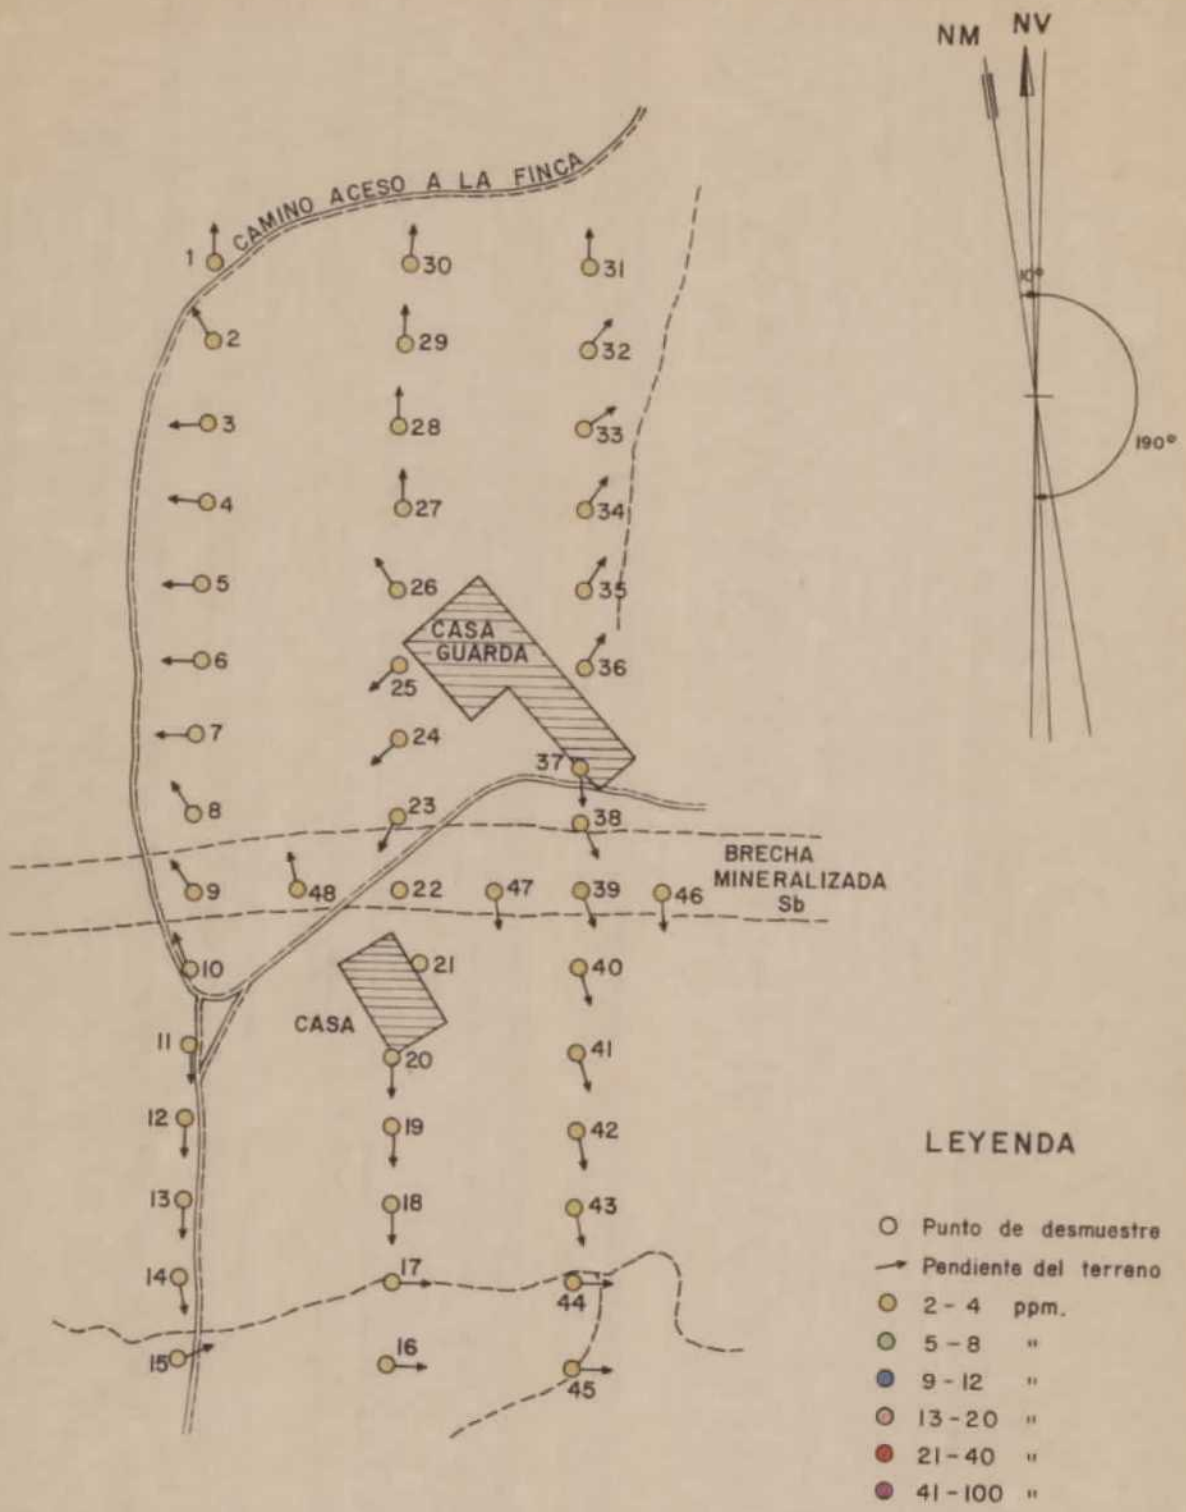 NM NV
CAMINO ACESO A LA FINCA
1 30 31
2 29 32
10°
3 28 33
190°
4 27 34
5 26 35
CASA
GUARDA
6 25 36
7 24 37
8 23 38
BRECHA
MINERALIZADA
Sb
9 48 22 47 39 46
10 21 40
CASA
11 20 41
12 19 42
13 18 43
14 17 44
15 16 45
LEYENDA
Punto de desmuestre
Pendiente del terreno
2 - 4 ppm.
5 - 8 "
9 - 12 "
13 - 20 "
21 - 40 "
41 - 100 "